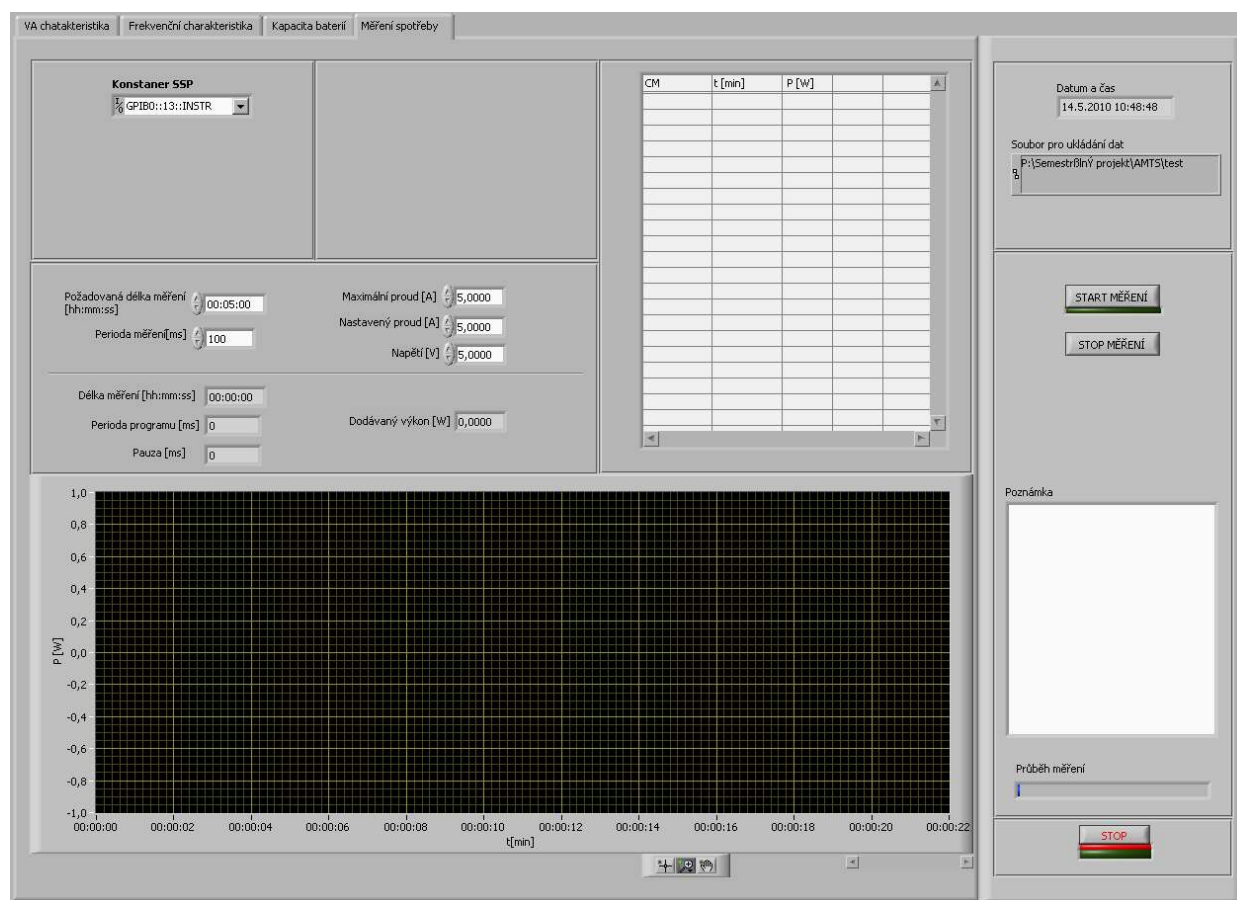 VA chatakteristika
Frekvenční charakteristika
Kapacita baterií
Měření spotřeby
Konstaner SSP
GPIB0::13::INSTR
CM t [min] P [W]
Datum a čas
14.5.2010 10:48:48
Soubor pro ukládání dat
P:\SemestrßlnÝ projekt\AMTS\test
Požadovaná délka měření
[hh:mm:ss]
00:05:00
Perioda měření[ms] 100
Maximální proud [A] 5,0000
Nastavený proud [A] 5,0000
Napětí [V] 5,0000
Délka měření [hh:mm:ss] 00:00:00
Perioda programu [ms] 0
Pauza [ms] 0
Dodávaný výkon [W] 0,0000
START MĚŘENÍ
STOP MĚŘENÍ
Poznámka
Průběh měření
STOP
P [W]
1,0
0,8
0,6
0,4
0,2
0,0
-0,2
-0,4
-0,6
-0,8
-1,0
00:00:00 00:00:02 00:00:04 00:00:06 00:00:08 00:00:10 00:00:12 00:00:14 00:00:16 00:00:18 00:00:20 00:00:22
t[min]